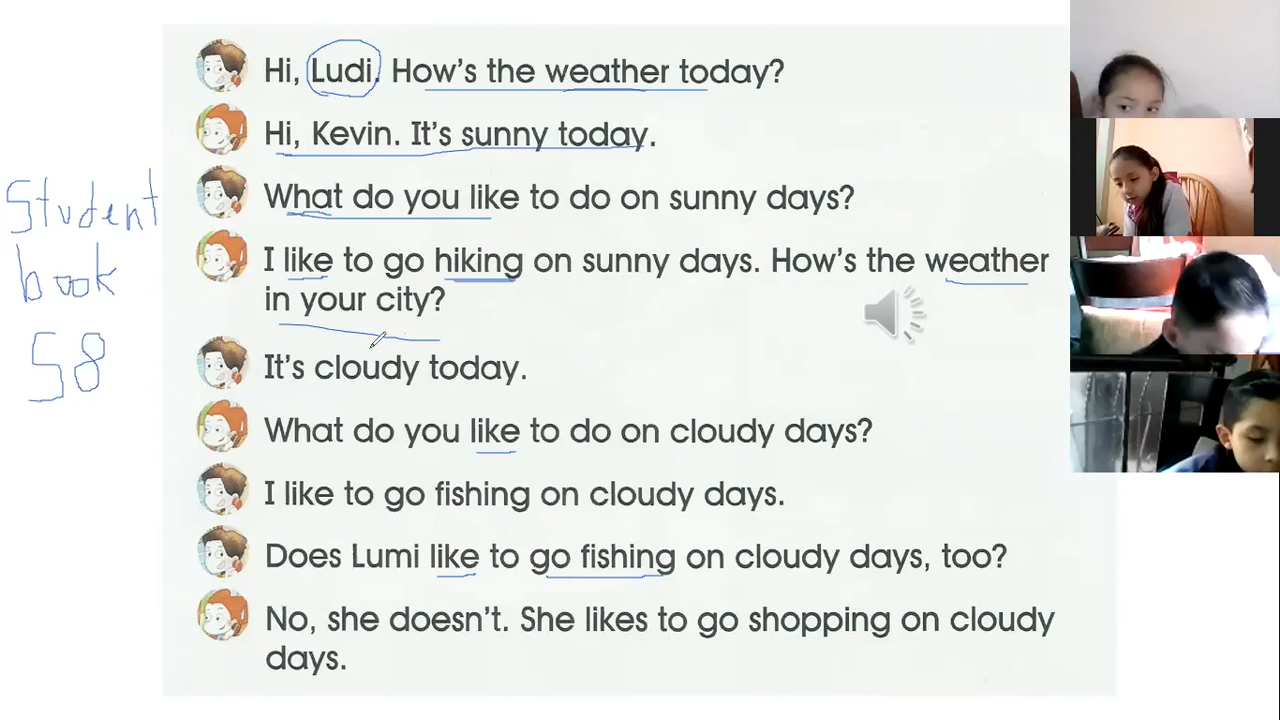 Hi, Ludi. How's the weather today?
Hi, Kevin. It's sunny today.
What do you like to do on sunny days?
I like to go hiking on sunny days. How's the weather
in your city?
It's cloudy today.
What do you like to do on cloudy days?
I like to go fishing on cloudy days.
Does Lumi like to go fishing on cloudy days, too?
No, she doesn't. She likes to go shopping on cloudy
days.
Student
book
58